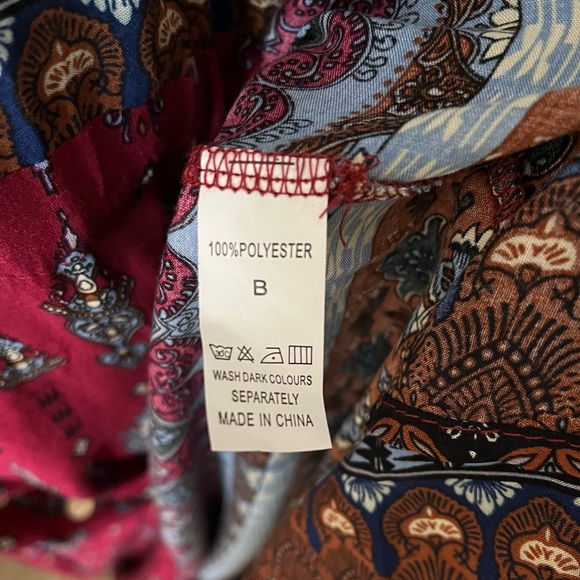 100%POLYESTER
B
WASH DARK COLOURS
SEPARATELY
MADE IN CHINA